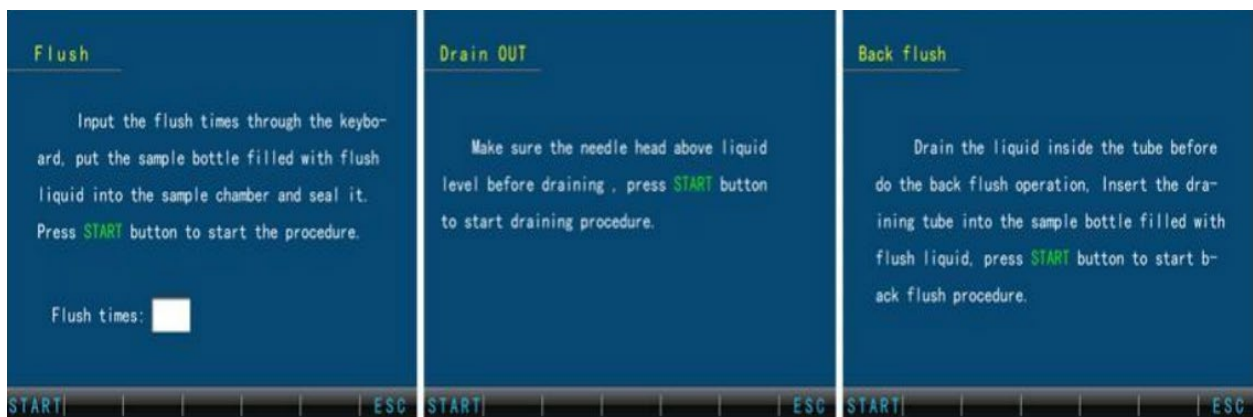 Flush
Input the flush times through the keybo-
ard, put the sample bottle filled with flush
liquid into the sample chamber and seal it.
Press START button to start the procedure.
Flush times:
START ESC
Drain OUT
Make sure the needle head above liquid
level before draining , press START button
to start draining procedure.
START ESC
Back flush
Drain the liquid inside the tube before
do the back flush operation, Insert the dra-
ining tube into the sample bottle filled with
flush liquid, press START button to start b-
ack flush procedure.
START ESC